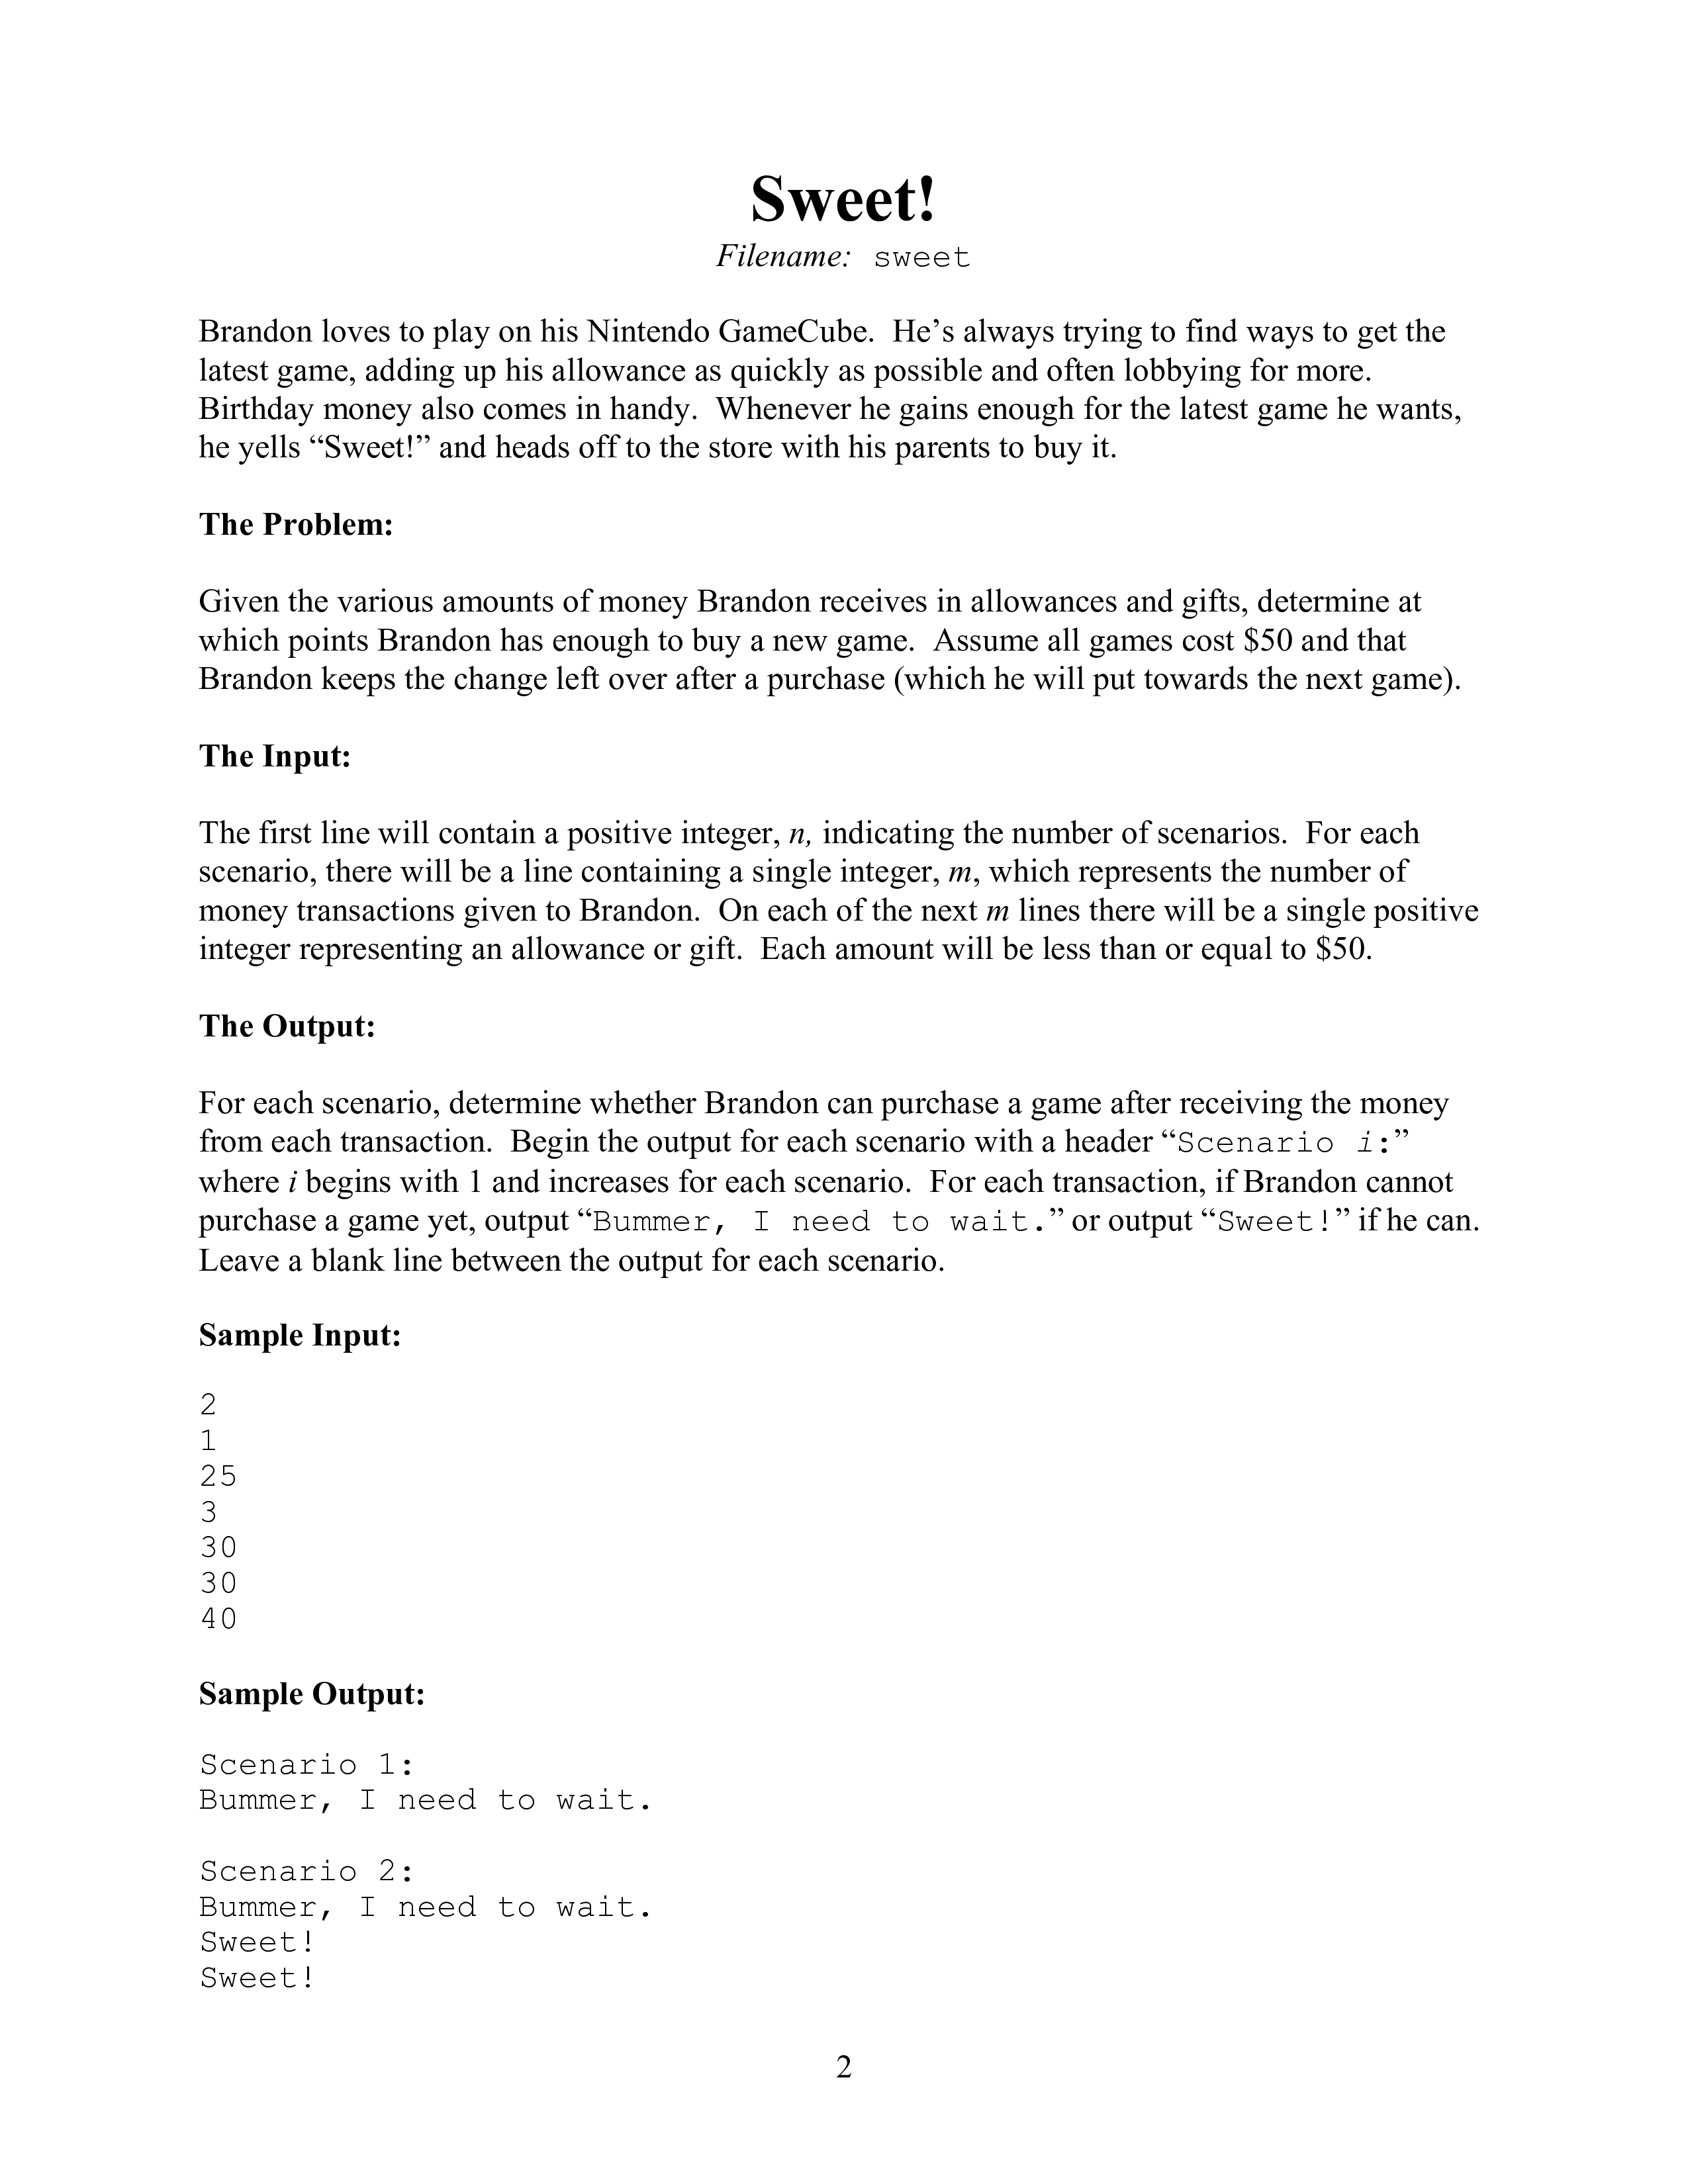 Sweet!
Filename: sweet
Brandon loves to play on his Nintendo GameCube. He’s always trying to find ways to get the
latest game, adding up his allowance as quickly as possible and often lobbying for more.
Birthday money also comes in handy. Whenever he gains enough for the latest game he wants,
he yells “Sweet!” and heads off to the store with his parents to buy it.
The Problem:
Given the various amounts of money Brandon receives in allowances and gifts, determine at
which points Brandon has enough to buy a new game. Assume all games cost $50 and that
Brandon keeps the change left over after a purchase (which he will put towards the next game).
The Input:
The first line will contain a positive integer, n, indicating the number of scenarios. For each
scenario, there will be a line containing a single integer, m, which represents the number of
money transactions given to Brandon. On each of the next m lines there will be a single positive
integer representing an allowance or gift. Each amount will be less than or equal to $50.
The Output:
For each scenario, determine whether Brandon can purchase a game after receiving the money
from each transaction. Begin the output for each scenario with a header “Scenario i:”
where i begins with 1 and increases for each scenario. For each transaction, if Brandon cannot
purchase a game yet, output “Bummer, I need to wait.” or output “Sweet!” if he can.
Leave a blank line between the output for each scenario.
Sample Input:
2
1
25
3
30
30
40
Sample Output:
Scenario 1:
Bummer, I need to wait.
Scenario 2:
Bummer, I need to wait.
Sweet!
Sweet!
2